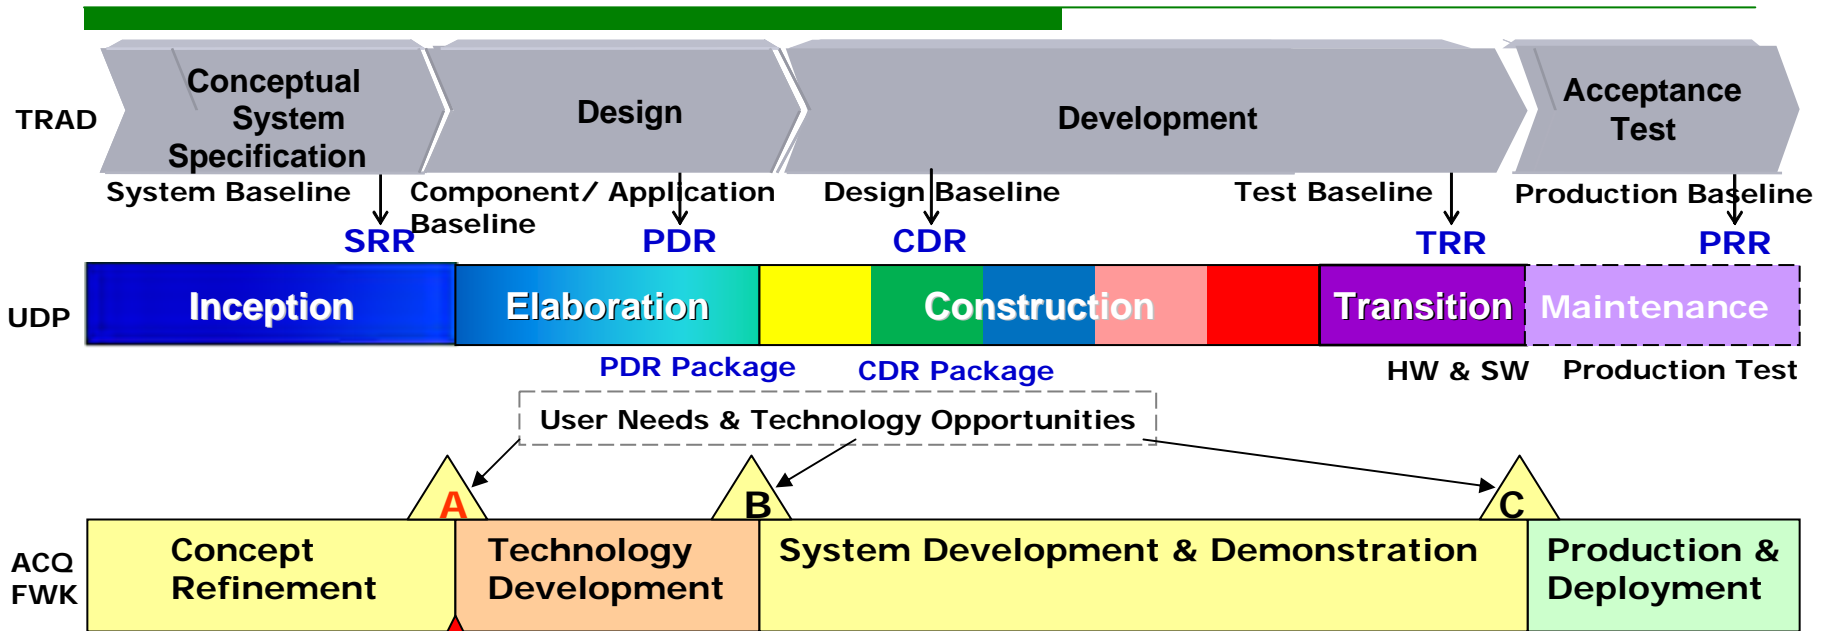 TRAD
Conceptual
System
Specification
Design
Development
Acceptance
Test
System Baseline
Component/ Application
Baseline
Design Baseline
Test Baseline
Production Baseline
SRR
PDR
CDR
TRR
PRR
UDP
Inception
Elaboration
Construction
Transition
Maintenance
PDR Package
CDR Package
HW & SW
Production Test
User Needs & Technology Opportunities
A
B
C
ACQ
FWK
Concept
Refinement
Technology
Development
System Development & Demonstration
Production &
Deployment